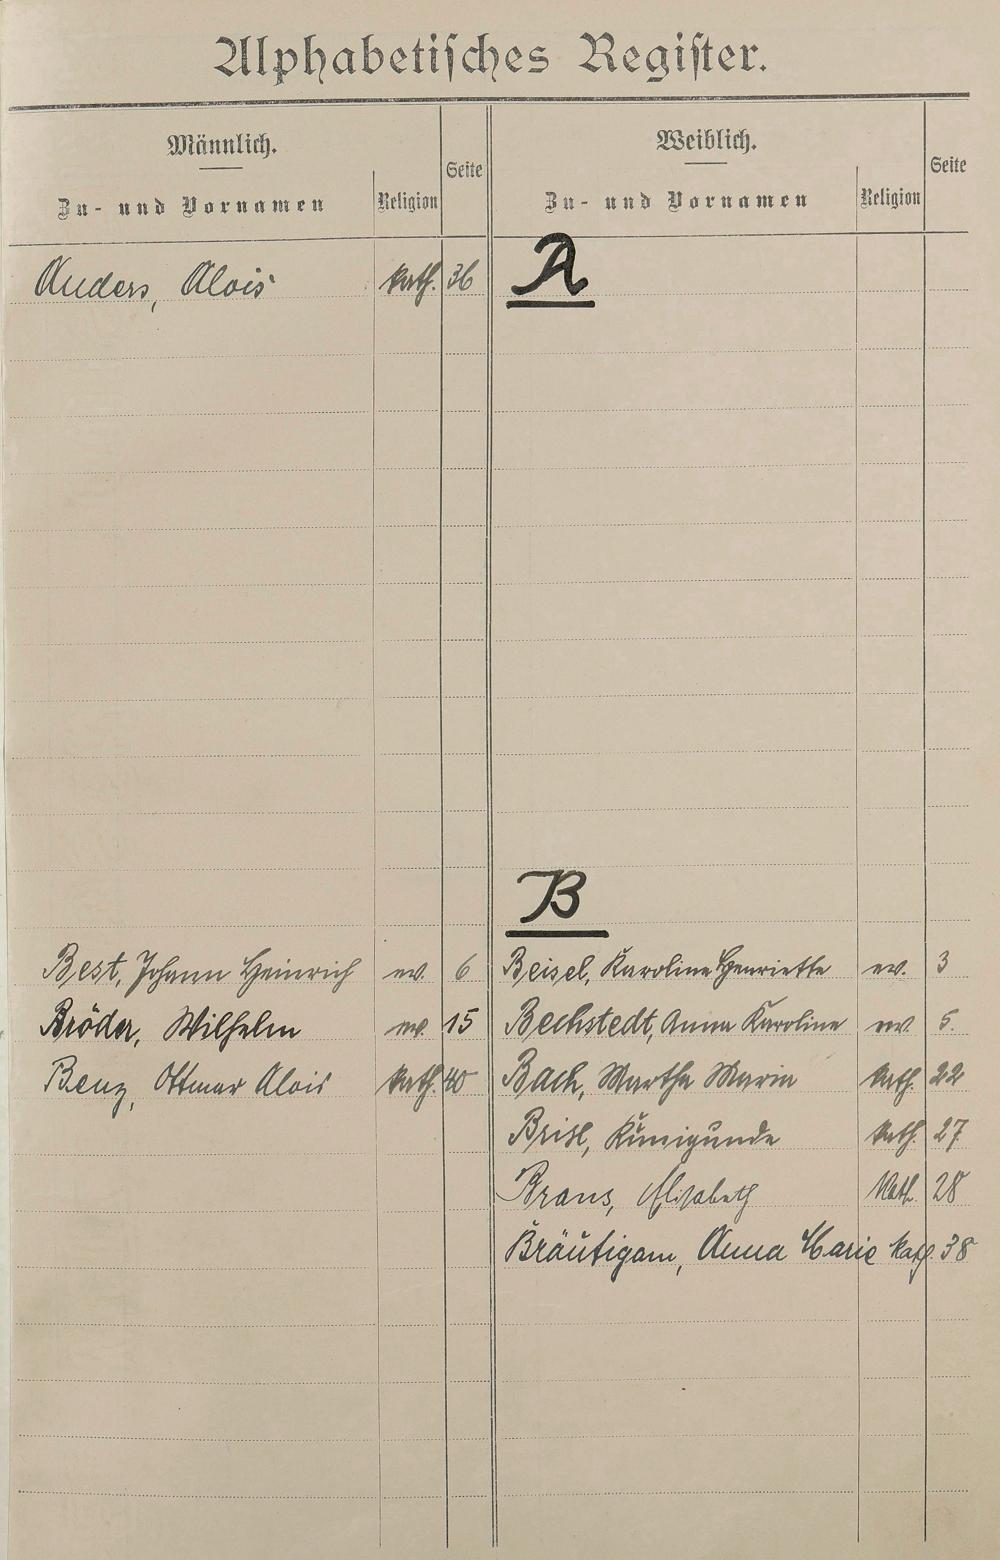 Alphabetisches Register.
Männlich. Weiblich.
Zu- und Vornamen Religion Seite Zu- und Vornamen Religion Seite
A
Anders, Alois kath. 36
B
Best, Johann Heinrich ev. 6 Beisel, Karoline Henriette ev. 3
Bröder, Wilhelm ev. 15 Bechstedt, Anna Karoline ev. 5.
Benz, Ottmar Alois kath. 40 Bach, Martha Maria kath. 22
Brisl, Kunigunde kath. 27
Brans, Elisabeth kath. 28
Bräutigam, Anna Marie kath. 38